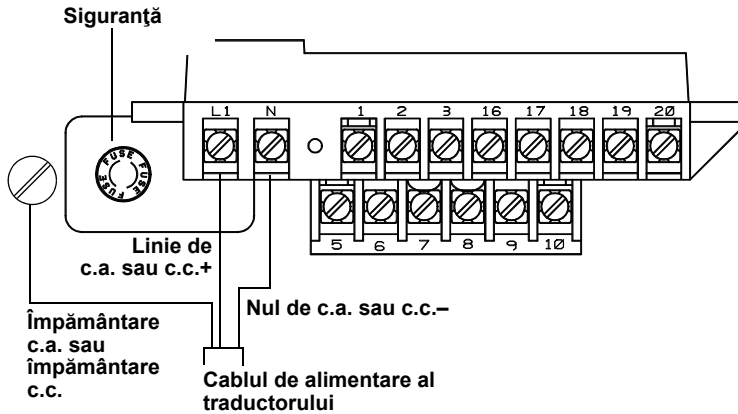 Siguranţă
L1 N 1 2 3 16 17 18 19 20
FUSE FUSE FUSE
5 6 7 8 9 10
Linie de
c.a. sau c.c.+
Nul de c.a. sau c.c.–
Împământare
c.a. sau
împământare
c.c.
Cablul de alimentare al
traductorului